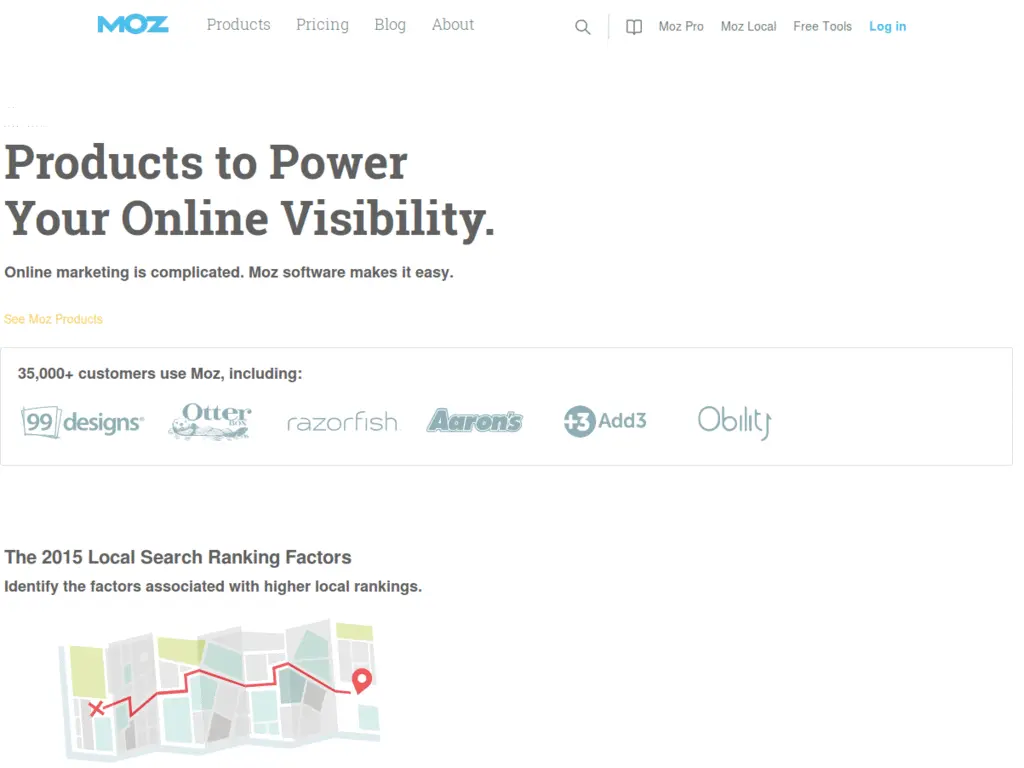 MOZ
Products Pricing Blog About
Moz Pro Moz Local Free Tools Log in
Products to Power
Your Online Visibility.
Online marketing is complicated. Moz software makes it easy.
See Moz Products
35,000+ customers use Moz, including:
99designs® Otter BOX razorfish. Aaron's +3 Add3 Obility
The 2015 Local Search Ranking Factors
Identify the factors associated with higher local rankings.